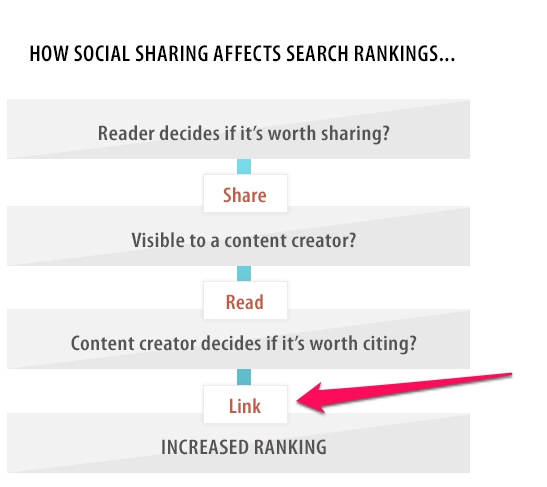 HOW SOCIAL SHARING AFFECTS SEARCH RANKINGS...
Reader decides if it's worth sharing?
Share
Visible to a content creator?
Read
Content creator decides if it's worth citing?
Link
INCREASED RANKING